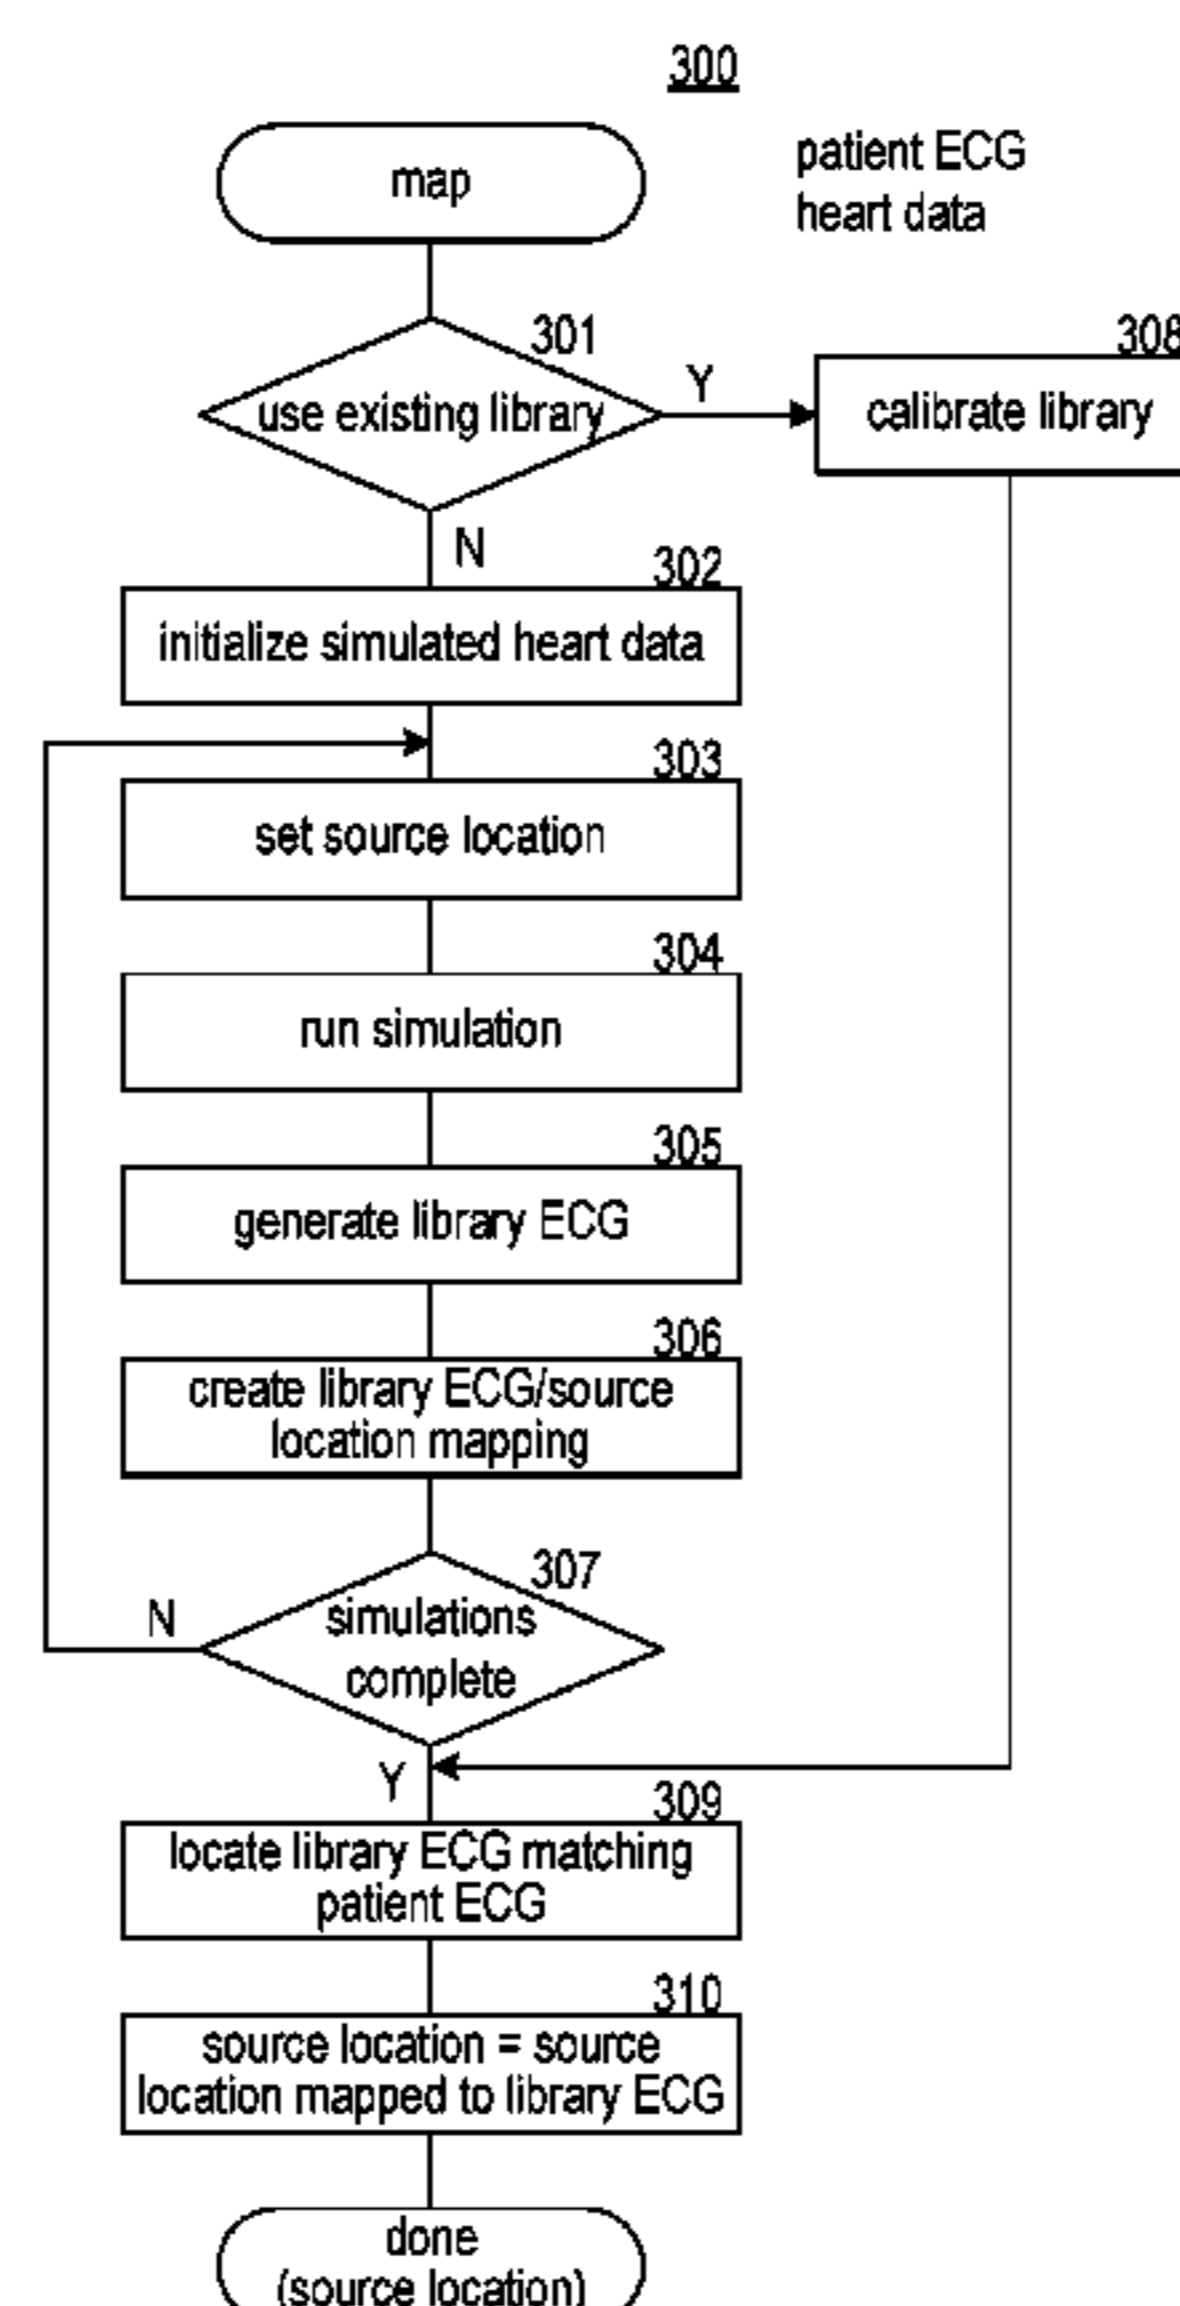 300
map
patient ECG
heart data
301
use existing library
Y
308
calibrate library
N
302
initialize simulated heart data
303
set source location
304
run simulation
305
generate library ECG
306
create library ECG/source
location mapping
307
simulations
complete
N
Y
309
locate library ECG matching
patient ECG
310
source location = source
location mapped to library ECG
done
(source location)